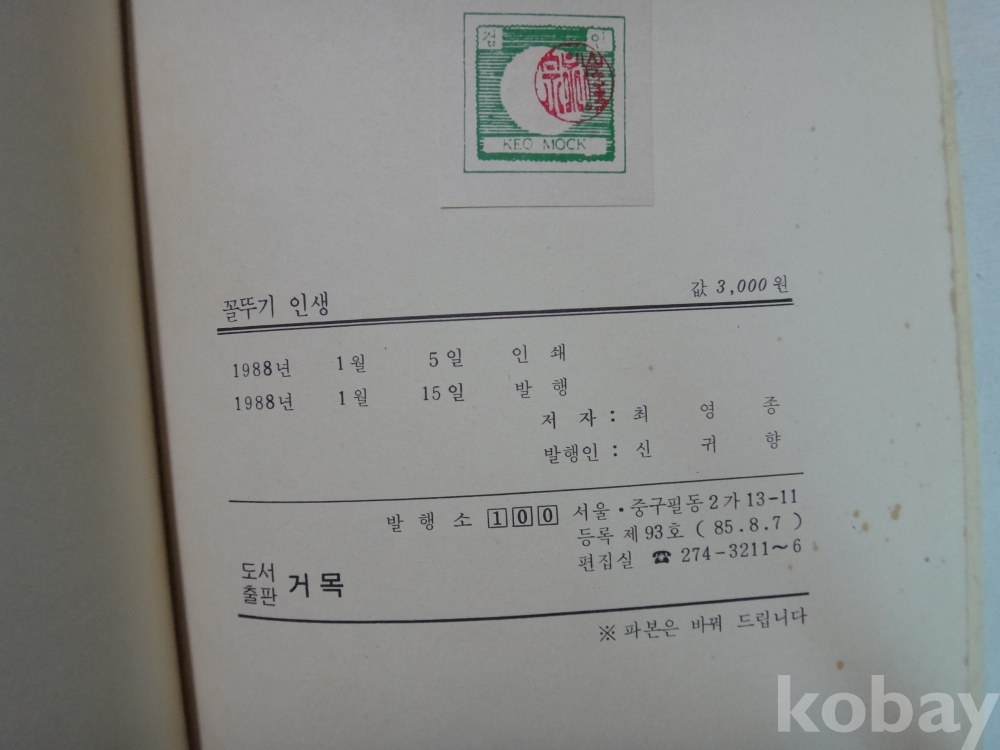 검 인
KEO MOCK
꼴뚜기 인생 값 3,000원
1988년 1월 5일 인 쇄
1988년 1월 15일 발 행
저 자 : 최 영 종
발행인 : 신 귀 향
발 행 소 100 서울·중구필동2가13-11
등록 제93호 ( 85.8.7 )
편집실 ☎ 274-3211~6
도서출판 거목
※ 파본은 바꿔 드립니다
kobay